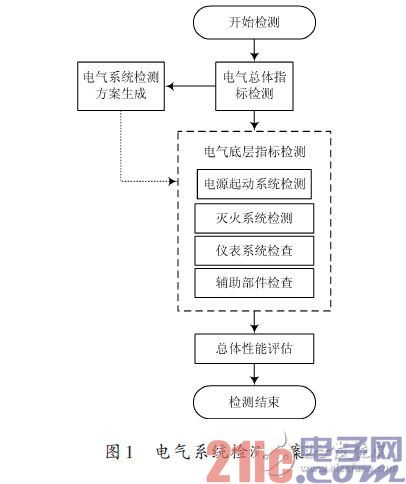 开始检测
电气系统检测
方案生成
电气总体指
标检测
电气底层指标检测
电源起动系统检测
灭火系统检测
仪表系统检查
辅助部件检查
总体性能评估
检测结束
图1 电气系统检测 案
21ic 电子网